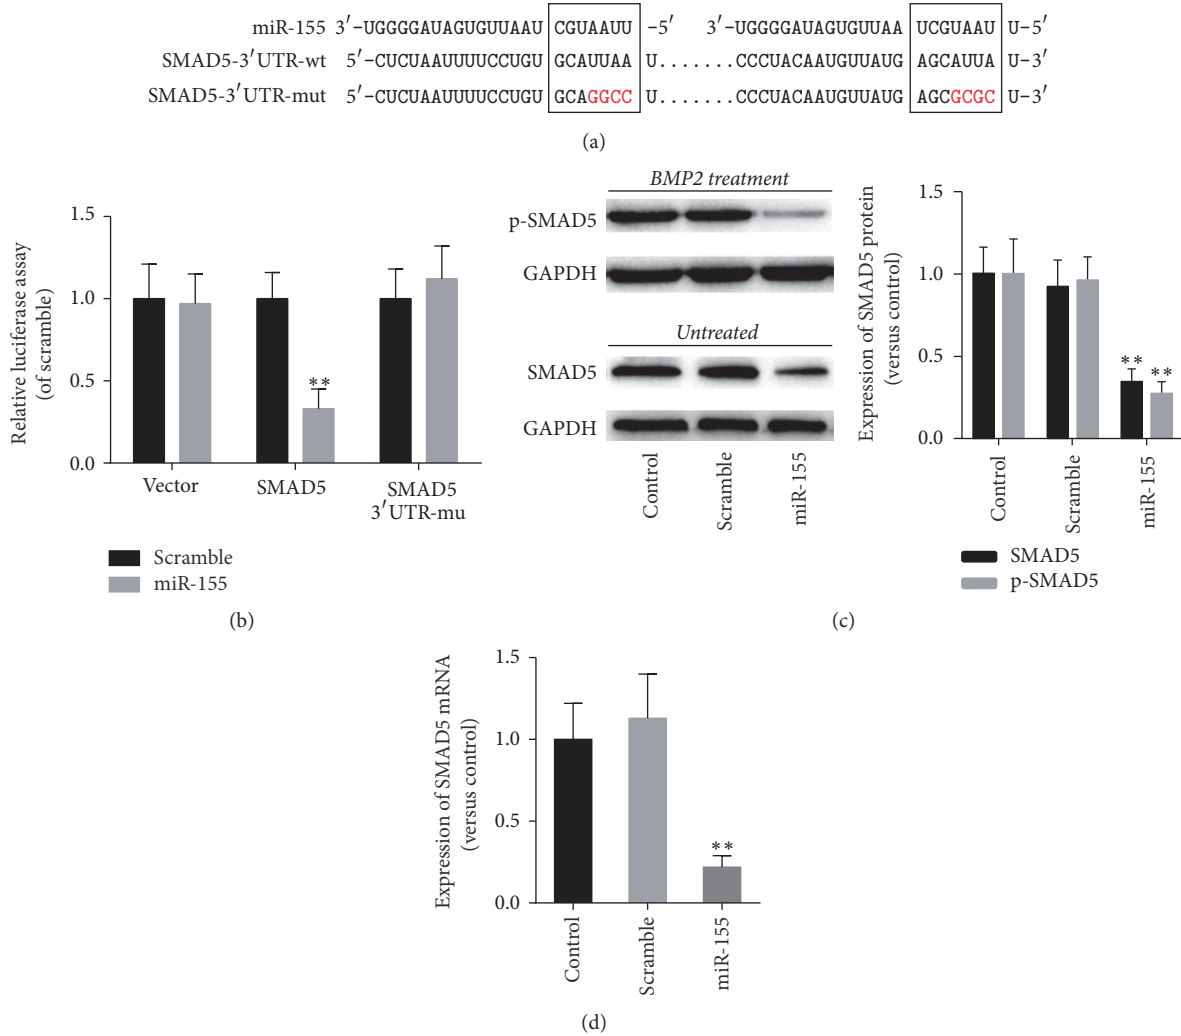 miR-155 3′-UGGGGAUAGUGUUAAU CGUAAUU -5′ 3′-UGGGGAUAGUGUUAA UCGUAAU U-5′
SMAD5-3′UTR-wt 5′-CUCUAAUUUUCCUGU GCAUUAA U.......CCCUACAAUGUUAUG AGCAUUA U-3′
SMAD5-3′UTR-mut 5′-CUCUAAUUUUCCUGU GCAGGCC U.......CCCUACAAUGUUAUG AGCGCGC U-3′
(a)
Relative luciferase assay
(of scramble)
1.5
1.0
0.5
0.0
**
Vector
SMAD5
SMAD5
3′UTR-mu
Scramble
miR-155
(b)
BMP2 treatment
p-SMAD5
GAPDH
Untreated
SMAD5
GAPDH
Control
Scramble
miR-155
Expression of SMAD5 protein
(versus control)
1.5
1.0
0.5
0.0
**
**
Control
Scramble
miR-155
SMAD5
p-SMAD5
(c)
Expression of SMAD5 mRNA
(versus control)
1.5
1.0
0.5
0.0
**
Control
Scramble
miR-155
(d)